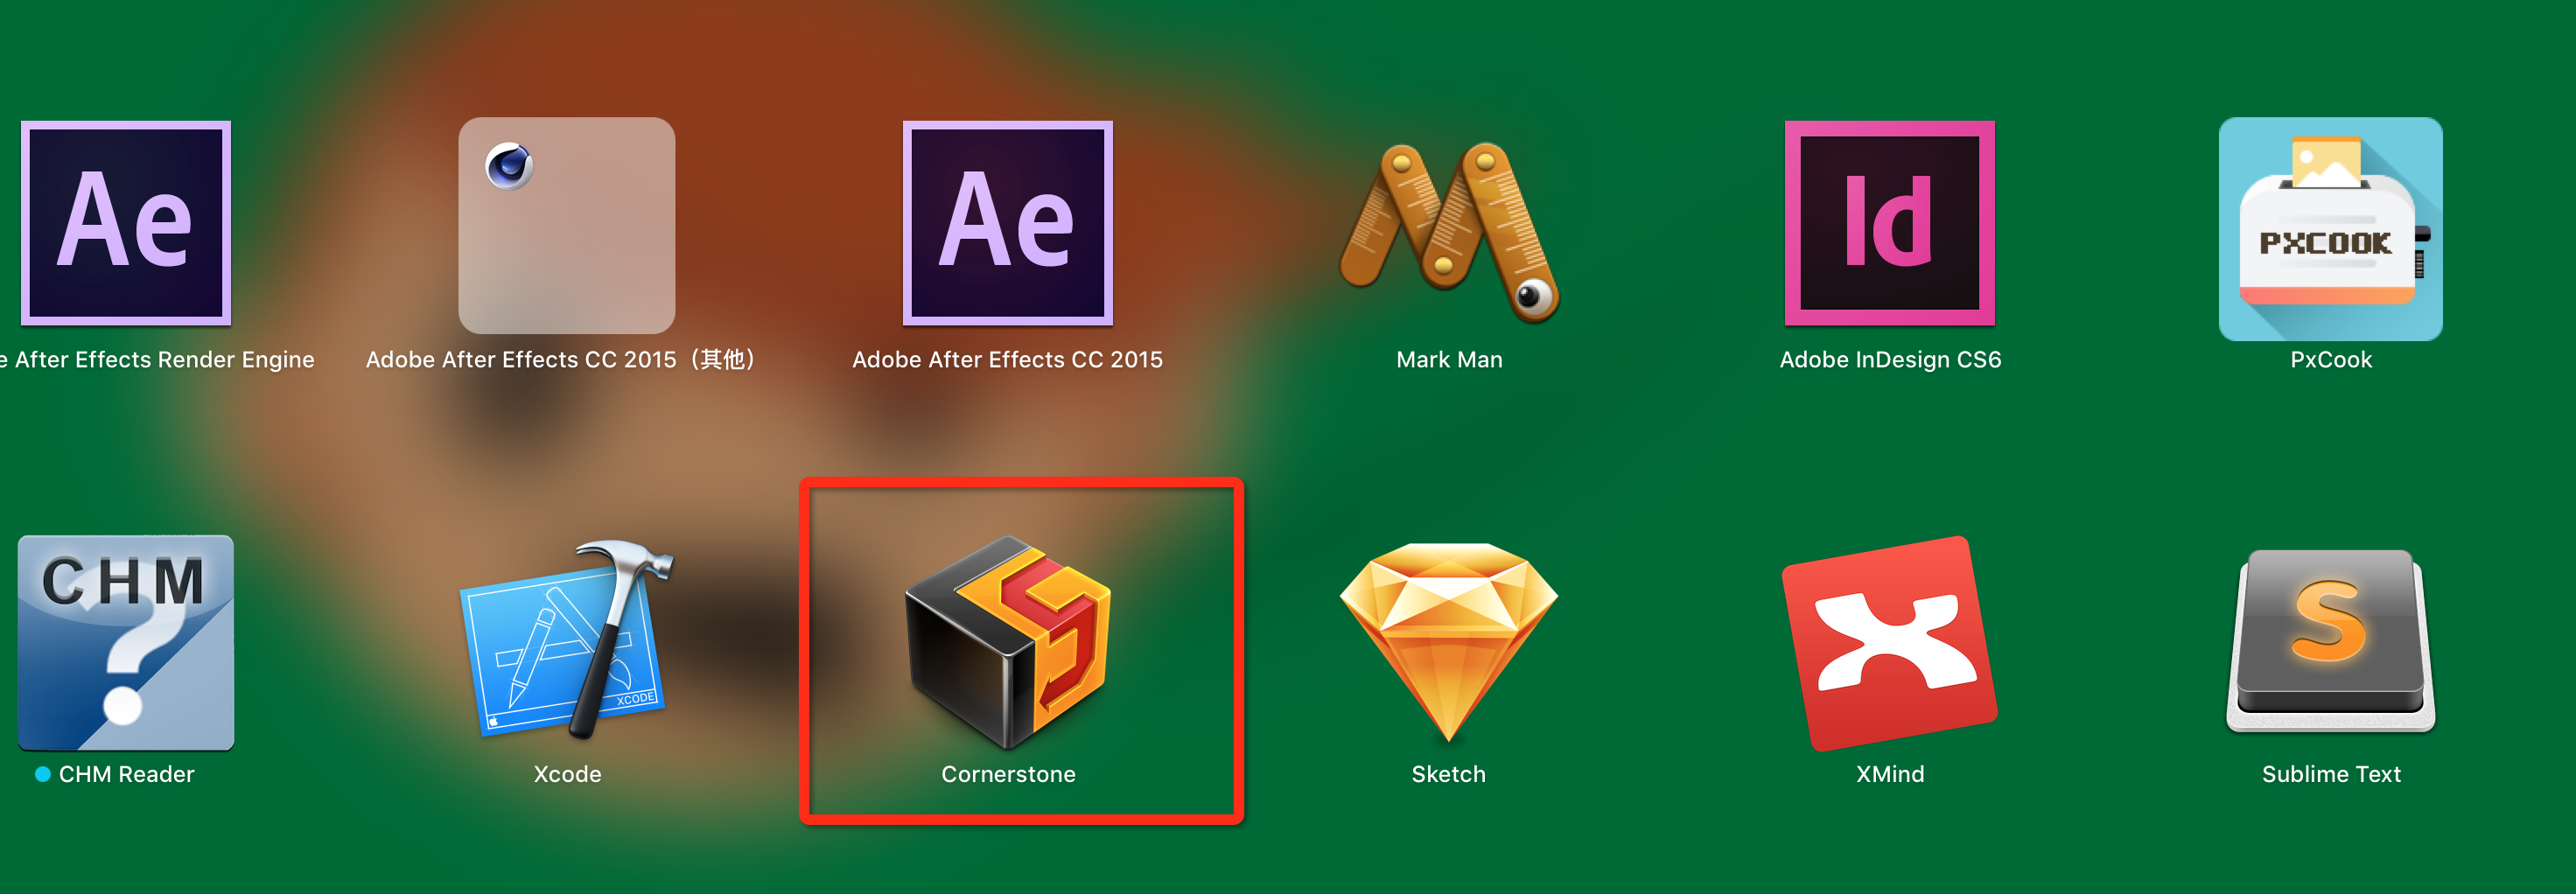 Ae
Ae
Id
PXCOOK
e After Effects Render Engine
Adobe After Effects CC 2015（其他）
Adobe After Effects CC 2015
Mark Man
Adobe InDesign CS6
PxCook
CHM
?
XCODE
S
CHM Reader
Xcode
Cornerstone
Sketch
XMind
Sublime Text